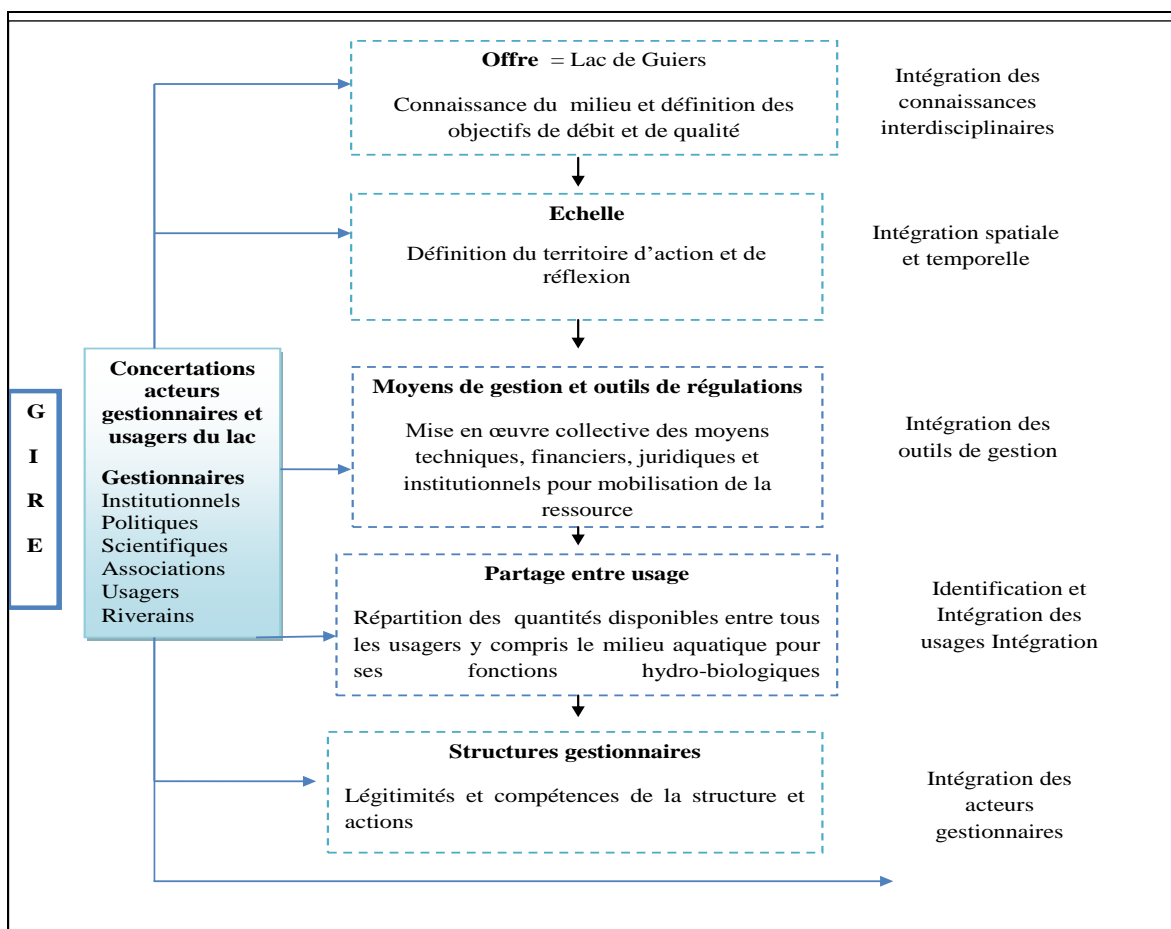 Offre = Lac de Guiers
Connaissance du milieu et définition des
objectifs de débit et de qualité
Intégration des
connaissances
interdisciplinaires
Echelle
Définition du territoire d'action et de
réflexion
Intégration spatiale
et temporelle
G
I
R
E
Concertations
acteurs
gestionnaires et
usagers du lac
Gestionnaires
Institutionnels
Politiques
Scientifiques
Associations
Usagers
Riverains
Moyens de gestion et outils de régulations
Mise en œuvre collective des moyens
techniques, financiers, juridiques et
institutionnels pour mobilisation de la
ressource
Intégration des
outils de gestion
Partage entre usage
Répartition des quantités disponibles entre tous
les usagers y compris le milieu aquatique pour
ses fonctions hydro-biologiques
Identification et
Intégration des
usages Intégration
Structures gestionnaires
Légitimités et compétences de la structure et
actions
Intégration des
acteurs
gestionnaires